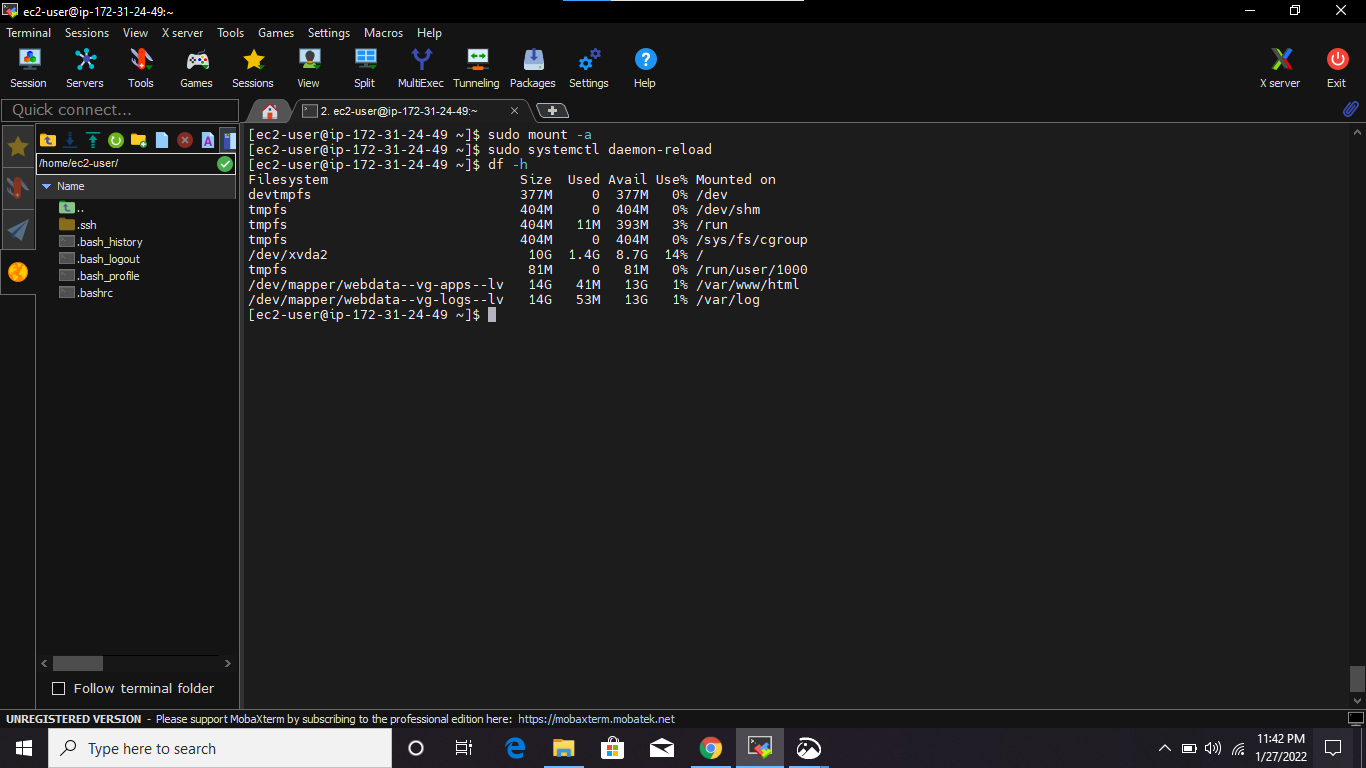 ec2-user@ip-172-31-24-49:~
Terminal Sessions View X server Tools Games Settings Macros Help
Session Servers Tools Games Sessions View Split MultiExec Tunneling Packages Settings Help X server Exit
Quick connect...
2. ec2-user@ip-172-31-24-49:~
/home/ec2-user/
Name
..
.ssh
.bash_history
.bash_logout
.bash_profile
.bashrc
Follow terminal folder
[ec2-user@ip-172-31-24-49 ~]$ sudo mount -a
[ec2-user@ip-172-31-24-49 ~]$ sudo systemctl daemon-reload
[ec2-user@ip-172-31-24-49 ~]$ df -h
Filesystem Size Used Avail Use% Mounted on
devtmpfs 377M 0 377M 0% /dev
tmpfs 404M 0 404M 0% /dev/shm
tmpfs 404M 11M 393M 3% /run
tmpfs 404M 0 404M 0% /sys/fs/cgroup
/dev/xvda2 10G 1.4G 8.7G 14% /
tmpfs 81M 0 81M 0% /run/user/1000
/dev/mapper/webdata--vg-apps--lv 14G 41M 13G 1% /var/www/html
/dev/mapper/webdata--vg-logs--lv 14G 53M 13G 1% /var/log
[ec2-user@ip-172-31-24-49 ~]$
UNREGISTERED VERSION - Please support MobaXterm by subscribing to the professional edition here: https://mobaxterm.mobatek.net
Type here to search
11:42 PM
1/27/2022